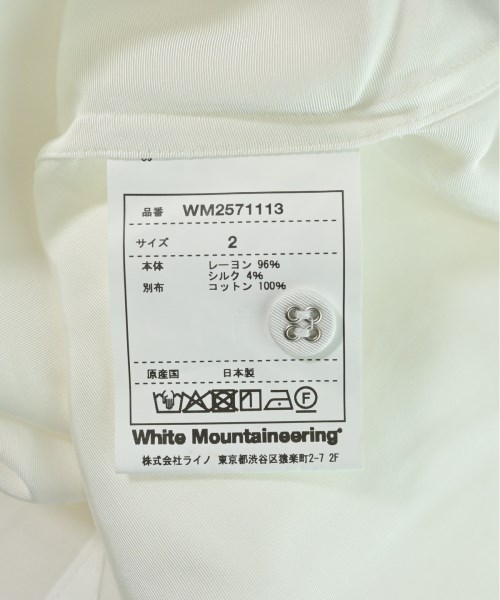 品番 WM2571113
サイズ 2
本体 レーヨン 96%
シルク 4%
別布 コットン 100%
原産国 日本製
F
White Mountaineering®
株式会社ライノ 東京都渋谷区猿楽町2-7 2F